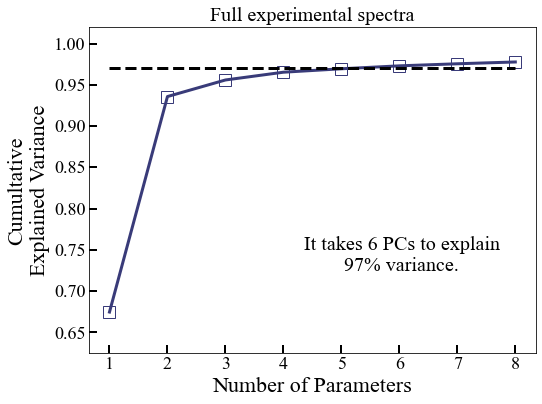 Full experimental spectra
Cumultative
Explained Variance
1.00
0.95
0.90
0.85
0.80
0.75
0.70
0.65
It takes 6 PCs to explain
97% variance.
1 2 3 4 5 6 7 8
Number of Parameters